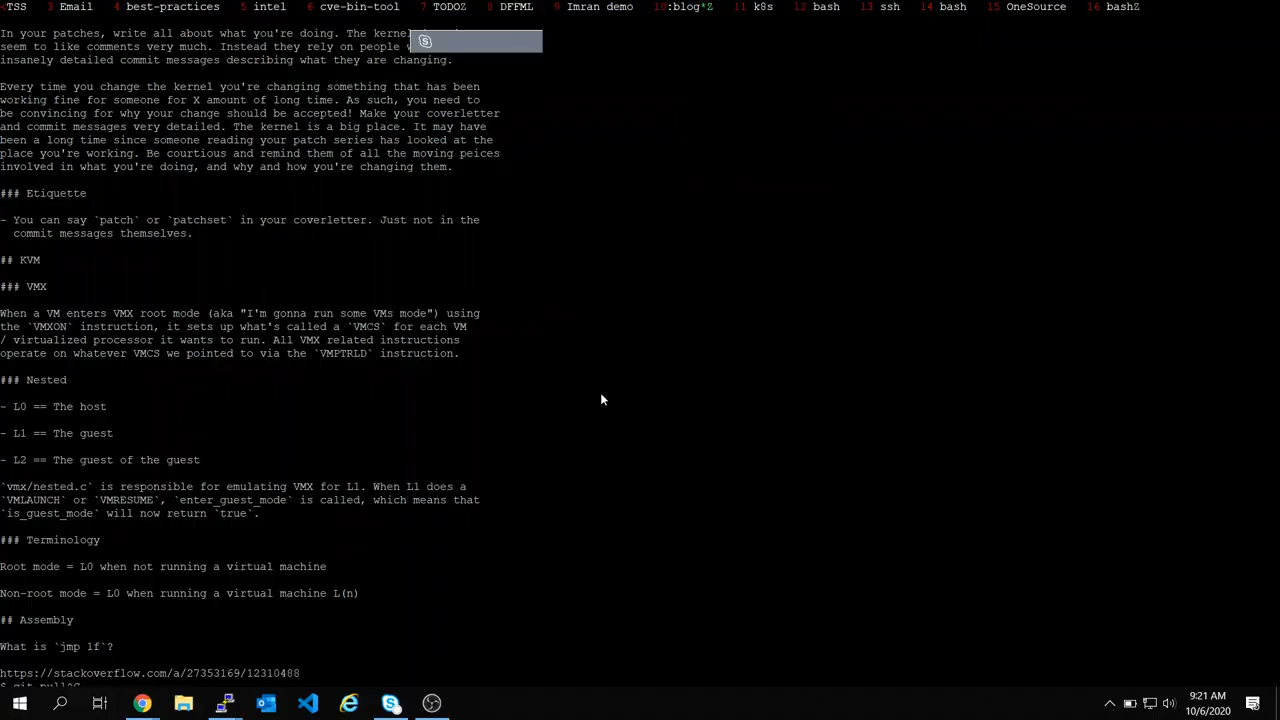 <TSS 3 Email 4 best-practices 5 intel 6 cve-bin-tool 7 TODOZ 8 DFFML 9 Imran demo 10:blog*Z 11 k8s 12 bash 13 ssh 14 bash 15 OneSource 16 bashZ
In your patches, write all about what you're doing. The kernel
seem to like comments very much. Instead they rely on people
insanely detailed commit messages describing what they are changing.
Every time you change the kernel you're changing something that has been
working fine for someone for X amount of long time. As such, you need to
be convincing for why your change should be accepted! Make your coverletter
and commit messages very detailed. The kernel is a big place. It may have
been a long time since someone reading your patch series has looked at the
place you're working. Be courtious and remind them of all the moving peices
involved in what you're doing, and why and how you're changing them.
### Etiquette
- You can say `patch` or `patchset` in your coverletter. Just not in the
commit messages themselves.
## KVM
### VMX
When a VM enters VMX root mode (aka "I'm gonna run some VMs mode") using
the `VMXON` instruction, it sets up what's called a `VMCS` for each VM
/ virtualized processor it wants to run. All VMX related instructions
operate on whatever VMCS we pointed to via the `VMPTRLD` instruction.
### Nested
- L0 == The host
- L1 == The guest
- L2 == The guest of the guest
`vmx/nested.c` is responsible for emulating VMX for L1. When L1 does a
`VMLAUNCH` or `VMRESUME`, `enter_guest_mode` is called, which means that
`is_guest_mode` will now return `true`.
### Terminology
Root mode = L0 when not running a virtual machine
Non-root mode = L0 when running a virtual machine L(n)
## Assembly
What is `jmp 1f`?
https://stackoverflow.com/a/27353169/12310488
$ git pull^C
9:21 AM
10/6/2020